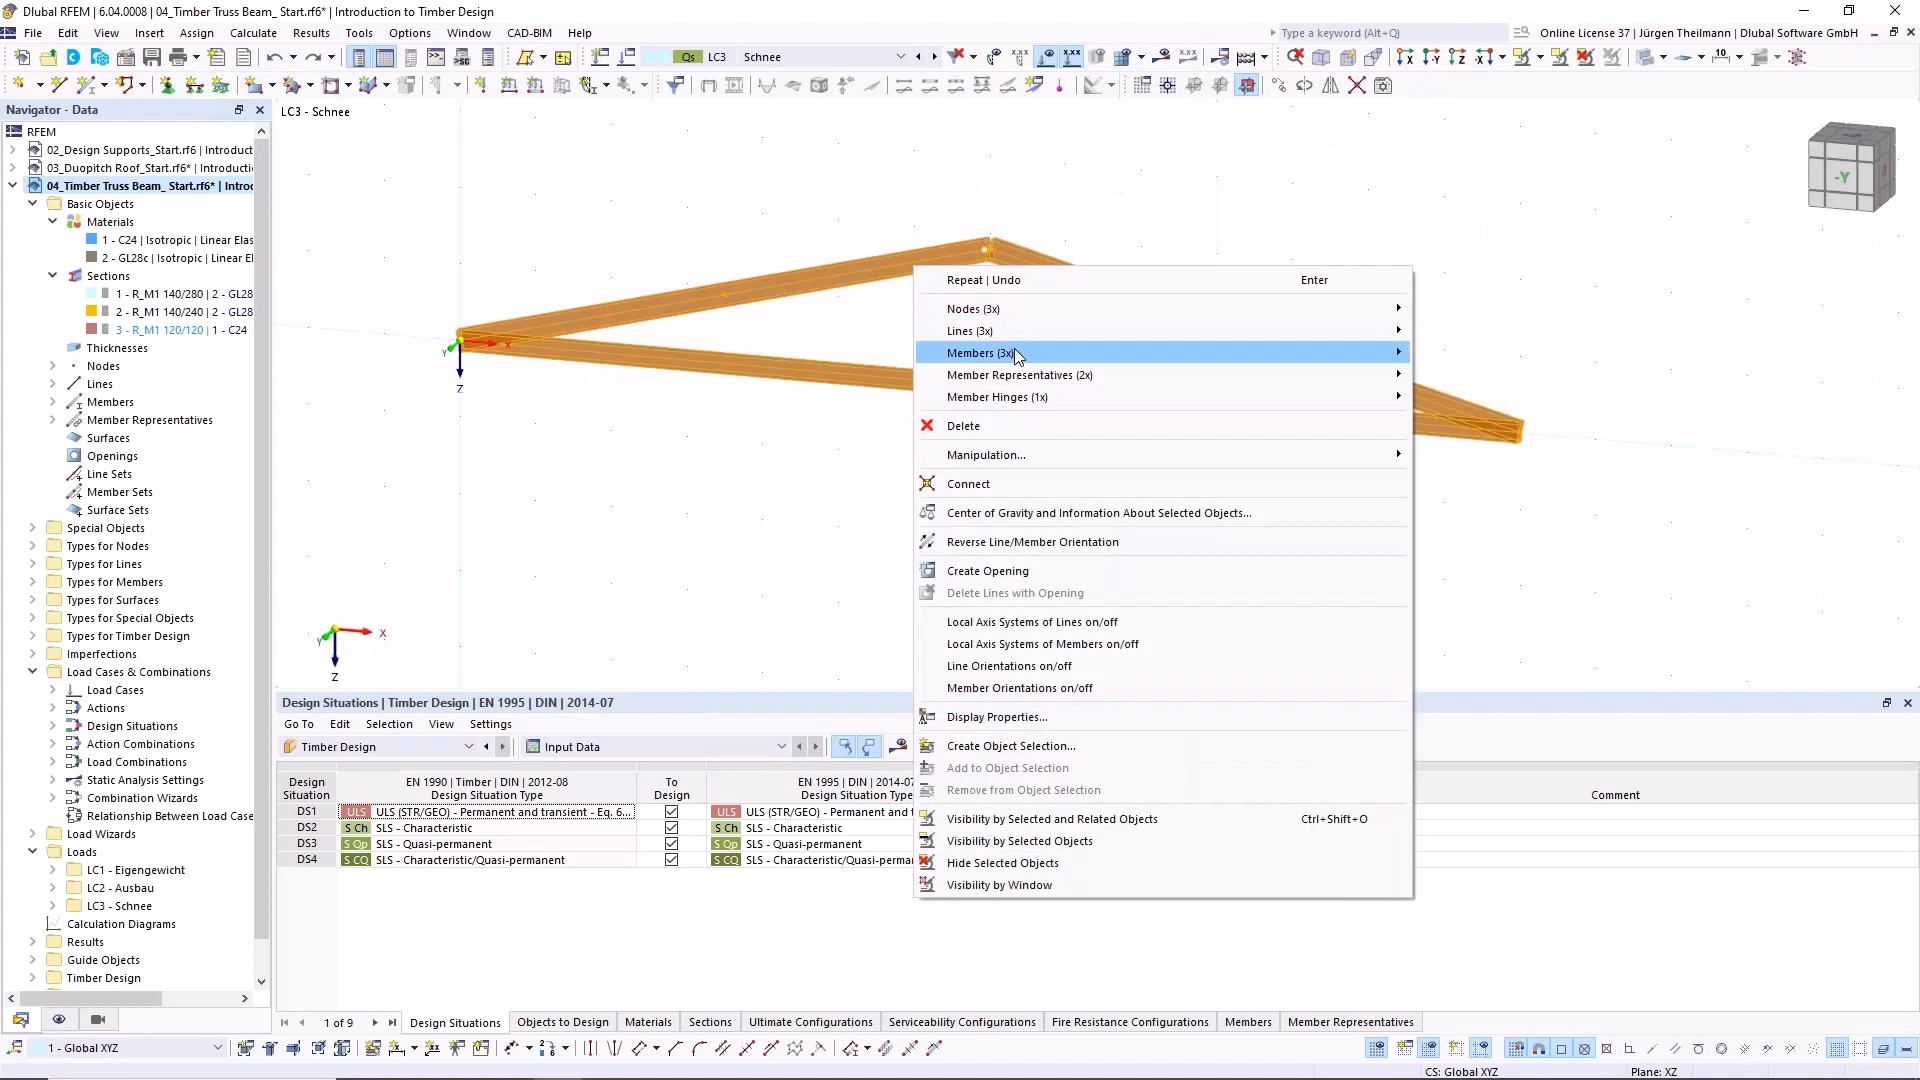 Dlubal RFEM | 6.04.0008 | 04_Timber Truss Beam_ Start.rf6* | Introduction to Timber Design
File Edit View Insert Assign Calculate Results Tools Options Window CAD-BIM Help
Type a keyword (Alt+Q)
Online License 37 | Jürgen Theilmann | Dlubal Software GmbH
Qs LC3 Schnee
Navigator - Data
RFEM
02_Design Supports_Start.rf6 | Introduct
03_Duopitch Roof_Start.rf6* | Introducti
04_Timber Truss Beam_ Start.rf6* | Introd
Basic Objects
Materials
1 - C24 | Isotropic | Linear Elas
2 - GL28c | Isotropic | Linear El
Sections
1 - R_M1 140/280 | 2 - GL28
2 - R_M1 140/240 | 2 - GL28
3 - R_M1 120/120 | 1 - C24
Thicknesses
Nodes
Lines
Members
Member Representatives
Surfaces
Openings
Line Sets
Member Sets
Surface Sets
Special Objects
Types for Nodes
Types for Lines
Types for Members
Types for Surfaces
Types for Special Objects
Types for Timber Design
Imperfections
Load Cases & Combinations
Load Cases
Actions
Design Situations
Action Combinations
Load Combinations
Static Analysis Settings
Combination Wizards
Relationship Between Load Case
Load Wizards
Loads
LC1 - Eigengewicht
LC2 - Ausbau
LC3 - Schnee
Calculation Diagrams
Results
Guide Objects
Timber Design
LC3 - Schnee
-Y
X
Y
Z
X
Y
Z
Repeat | Undo Enter
Nodes (3x)
Lines (3x)
Members (3x)
Member Representatives (2x)
Member Hinges (1x)
Delete
Manipulation...
Connect
Center of Gravity and Information About Selected Objects...
Reverse Line/Member Orientation
Create Opening
Delete Lines with Opening
Local Axis Systems of Lines on/off
Local Axis Systems of Members on/off
Line Orientations on/off
Member Orientations on/off
Display Properties...
Create Object Selection...
Add to Object Selection
Remove from Object Selection
Visibility by Selected and Related Objects Ctrl+Shift+O
Visibility by Selected Objects
Hide Selected Objects
Visibility by Window
Design Situations | Timber Design | EN 1995 | DIN | 2014-07
Go To Edit Selection View Settings
Timber Design
Input Data
Design Situation
EN 1990 | Timber | DIN | 2012-08 Design Situation Type
To Design
EN 1995 | DIN | 2014-07 Design Situation Type
Comment
DS1 ULS ULS (STR/GEO) - Permanent and transient - Eq. 6... ULS ULS (STR/GEO) - Permanent and t
DS2 S Ch SLS - Characteristic S Ch SLS - Characteristic
DS3 S Qp SLS - Quasi-permanent S Qp SLS - Quasi-permanent
DS4 S CQ SLS - Characteristic/Quasi-permanent S CQ SLS - Characteristic/Quasi-perma
1 of 9 Design Situations Objects to Design Materials Sections Ultimate Configurations Serviceability Configurations Fire Resistance Configurations Members Member Representatives
1 - Global XYZ
CS: Global XYZ Plane: XZ